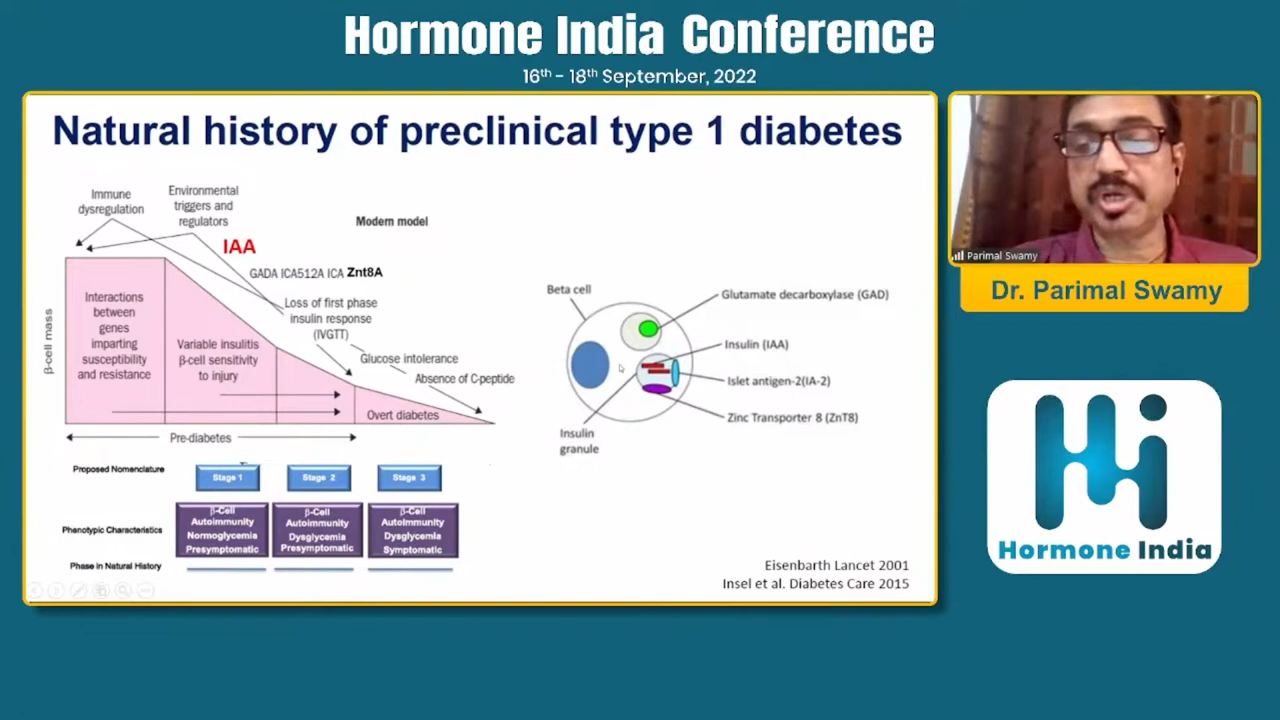 Hormone India Conference
16th - 18th September, 2022
Natural history of preclinical type 1 diabetes
Immune
dysregulation
Environmental
triggers and
regulators
Modern model
IAA
GADA ICA512A ICA Znt8A
Loss of first phase
insulin response
(IVGTT)
Glucose intolerance
Absence of C-peptide
β-cell mass
Interactions
between
genes
imparting
susceptibility
and resistance
Variable insulitis
β-cell sensitivity
to injury
Overt diabetes
Pre-diabetes
Proposed Nomenclature
Stage 1
Stage 2
Stage 3
Phenotypic Characteristics
β-Cell
Autoimmunity
Normoglycemia
Presymptomatic
β-Cell
Autoimmunity
Dysglycemia
Presymptomatic
β-Cell
Autoimmunity
Dysglycemia
Symptomatic
Phase in Natural History
Beta cell
Glutamate decarboxylase (GAD)
Insulin (IAA)
Islet antigen-2(IA-2)
Zinc Transporter 8 (ZnT8)
Insulin
granule
Eisenbarth Lancet 2001
Insel et al. Diabetes Care 2015
Parimal Swamy
Dr. Parimal Swamy
Hi
Hormone India